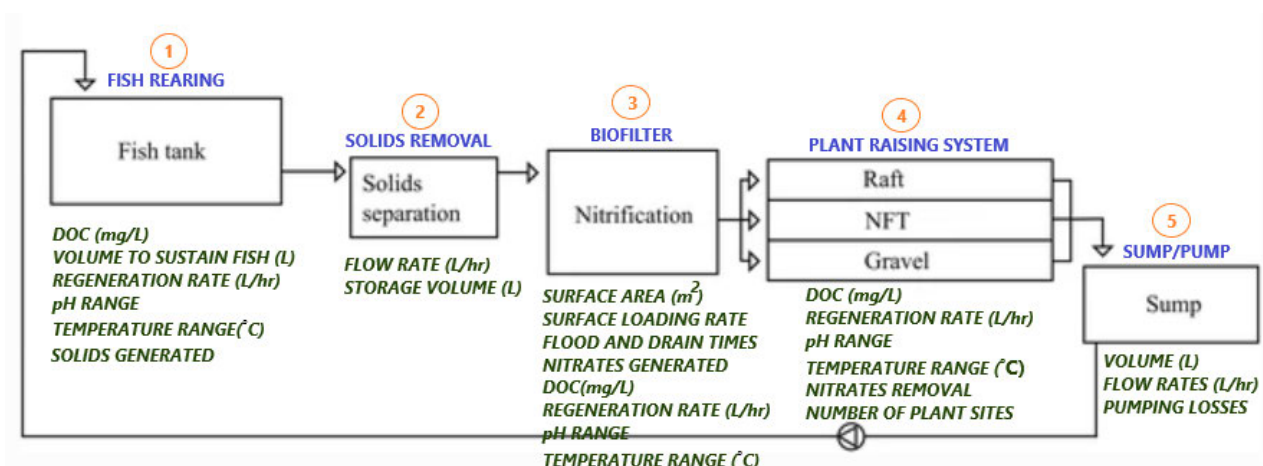 1
FISH REARING
Fish tank
DOC (mg/L)
VOLUME TO SUSTAIN FISH (L)
REGENERATION RATE (L/hr)
pH RANGE
TEMPERATURE RANGE(°C)
SOLIDS GENERATED
2
SOLIDS REMOVAL
Solids
separation
FLOW RATE (L/hr)
STORAGE VOLUME (L)
3
BIOFILTER
Nitrification
SURFACE AREA (m²)
SURFACE LOADING RATE
FLOOD AND DRAIN TIMES
NITRATES GENERATED
DOC(mg/L)
REGENERATION RATE (L/hr)
pH RANGE
TEMPERATURE RANGE (°C)
4
PLANT RAISING SYSTEM
Raft
NFT
Gravel
DOC (mg/L)
REGENERATION RATE (L/hr)
pH RANGE
TEMPERATURE RANGE (°C)
NITRATES REMOVAL
NUMBER OF PLANT SITES
5
SUMP/PUMP
Sump
VOLUME (L)
FLOW RATES (L/hr)
PUMPING LOSSES